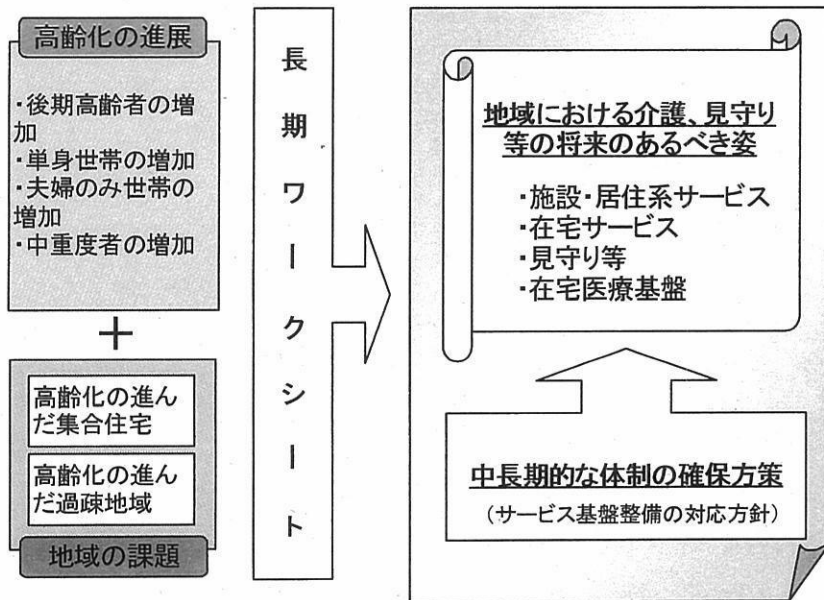 高齢化の進展
・後期高齢者の増
加
・単身世帯の増加
・夫婦のみ世帯の
増加
・中重度者の増加
＋
高齢化の進ん
だ集合住宅
高齢化の進ん
だ過疎地域
地域の課題
長期ワークシート
地域における介護、見守り
等の将来のあるべき姿
・施設・居住系サービス
・在宅サービス
・見守り等
・在宅医療基盤
中長期的な体制の確保方策
（サービス基盤整備の対応方針）